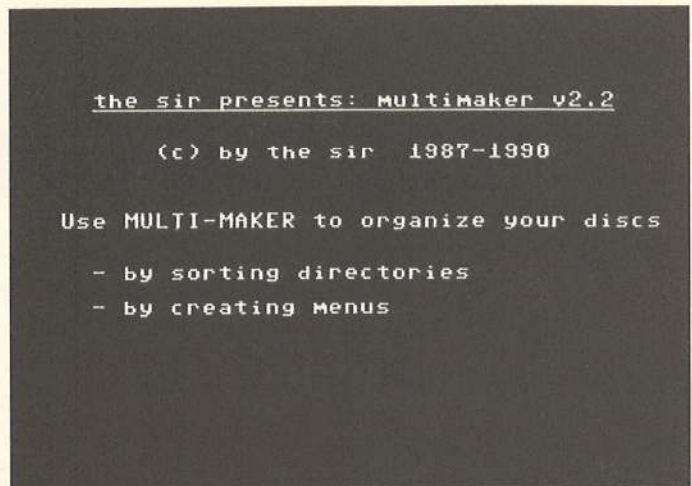 the sir presents: multimaker v2.2
(c) by the sir 1987-1990
Use MULTI-MAKER to organize your discs
- by sorting directories
- by creating menus